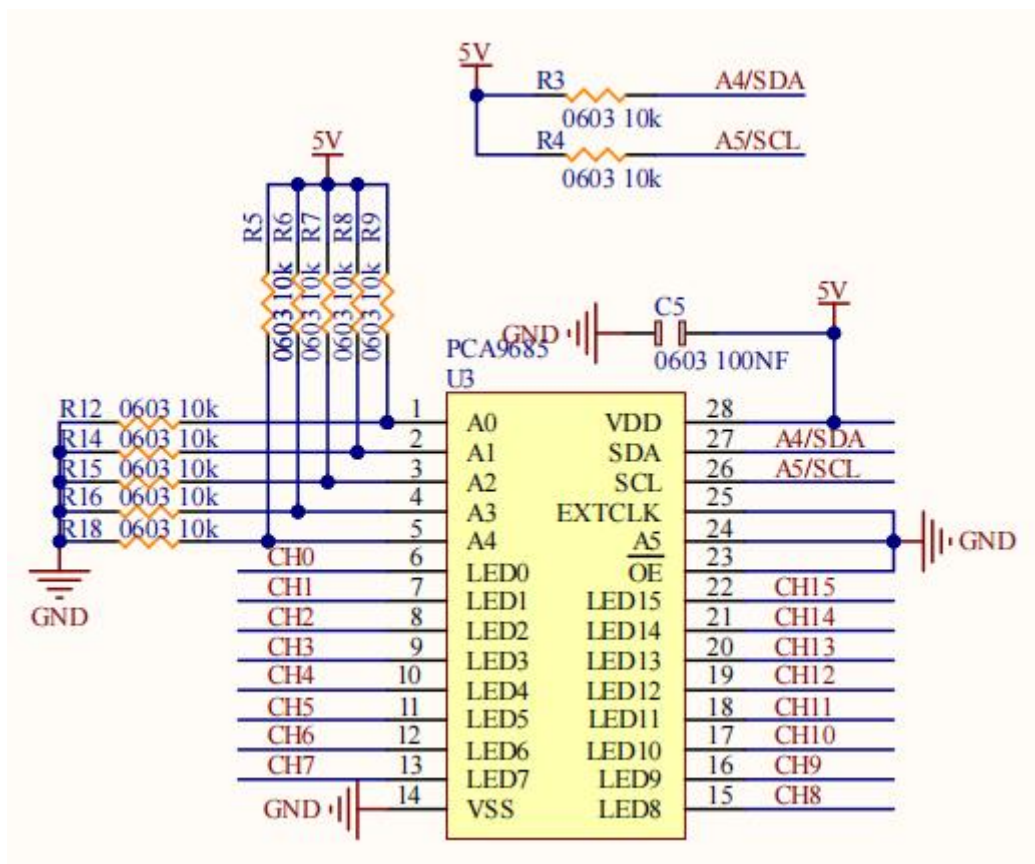 5V
R3 A4/SDA
0603 10k
R4 A5/SCL
0603 10k
5V
R5 R6 R7 R8 R9
0603 10k 0603 10k 0603 10k 0603 10k
5V
C5
GND
0603 100NF
PCA9685
U3
R12 0603 10k 1 A0 VDD 28
R14 0603 10k 2 A1 SDA 27 A4/SDA
R15 0603 10k 3 A2 SCL 26 A5/SCL
R16 0603 10k 4 A3 EXTCLK 25
R18 0603 10k 5 A4 A5 24 GND
CH0 6 LED0 OE 23
CH1 7 LED1 LED15 22 CH15
CH2 8 LED2 LED14 21 CH14
CH3 9 LED3 LED13 20 CH13
CH4 10 LED4 LED12 19 CH12
CH5 11 LED5 LED11 18 CH11
CH6 12 LED6 LED10 17 CH10
CH7 13 LED7 LED9 16 CH9
GND 14 VSS LED8 15 CH8
GND